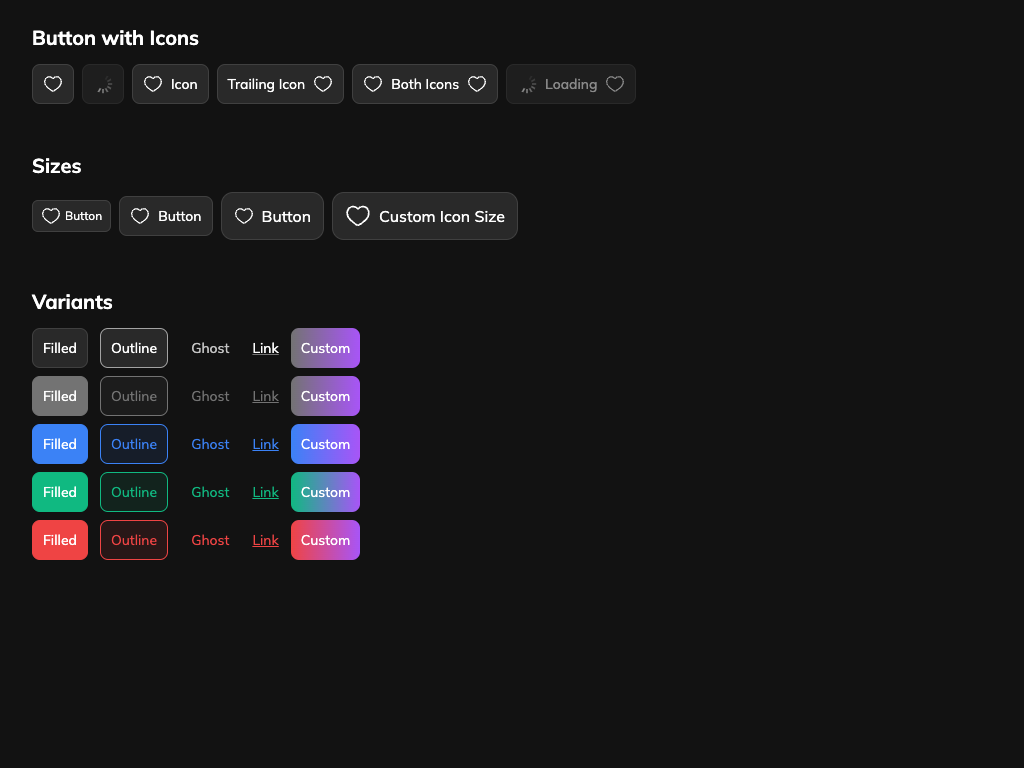 Button with Icons
Icon Trailing Icon Both Icons Loading
Sizes
Button Button Button Custom Icon Size
Variants
Filled Outline Ghost Link Custom
Filled Outline Ghost Link Custom
Filled Outline Ghost Link Custom
Filled Outline Ghost Link Custom
Filled Outline Ghost Link Custom